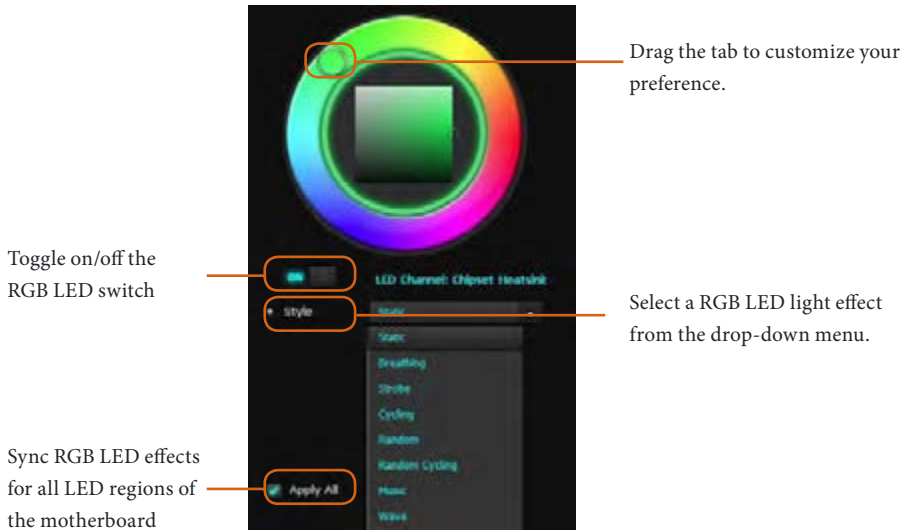 Drag the tab to customize your
preference.
Toggle on/off the
RGB LED switch
ON
LED Channel: Chipset Heatsink
Style
Static
Select a RGB LED light effect
from the drop-down menu.
Static
Breathing
Strobe
Cycling
Random
Random Cycling
Music
Wave
Sync RGB LED effects
for all LED regions of
the motherboard
Apply All